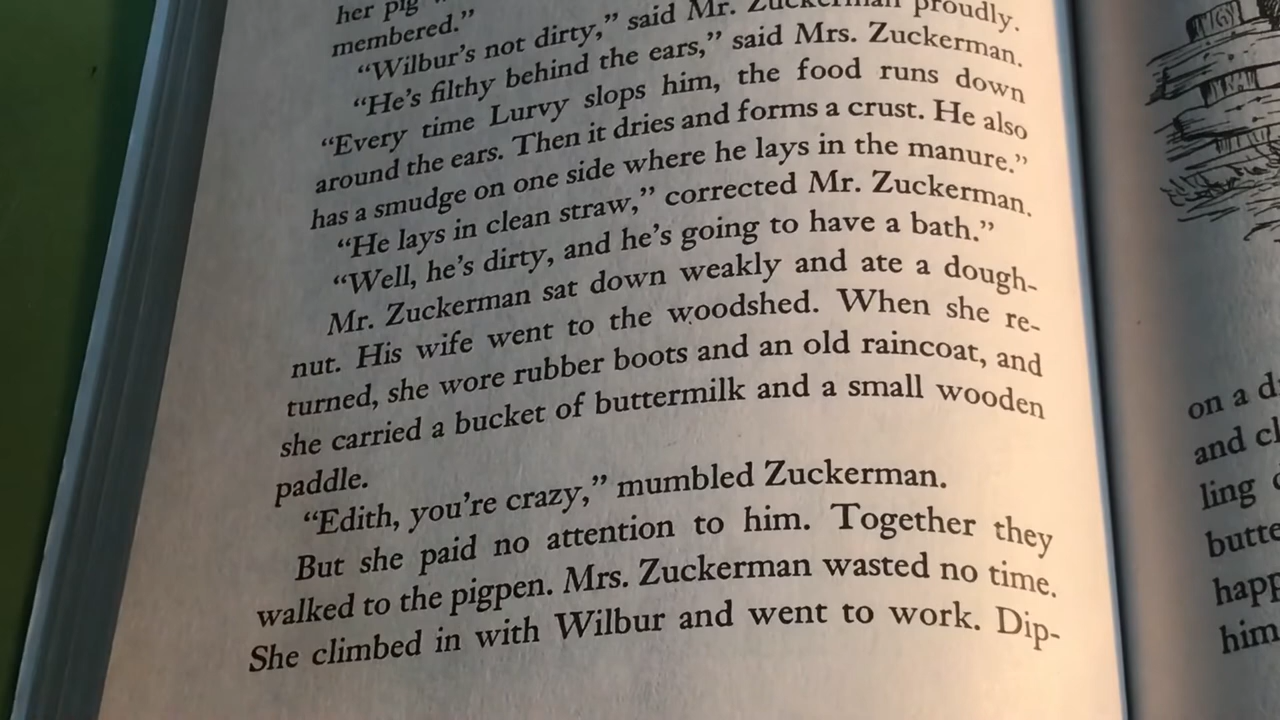 her pig
membered.”
“Wilbur’s not dirty,” said Mr. Zuckerman proudly.
“He’s filthy behind the ears,” said Mrs. Zuckerman.
“Every time Lurvy slops him, the food runs down
around the ears. Then it dries and forms a crust. He also
has a smudge on one side where he lays in the manure.”
“He lays in clean straw,” corrected Mr. Zuckerman.
“Well, he’s dirty, and he’s going to have a bath.”
Mr. Zuckerman sat down weakly and ate a dough-
nut. His wife went to the woodshed. When she re-
turned, she wore rubber boots and an old raincoat, and
she carried a bucket of buttermilk and a small wooden
paddle.
“Edith, you’re crazy,” mumbled Zuckerman.
But she paid no attention to him. Together they
walked to the pigpen. Mrs. Zuckerman wasted no time.
She climbed in with Wilbur and went to work. Dip-
on a
and
ling
him